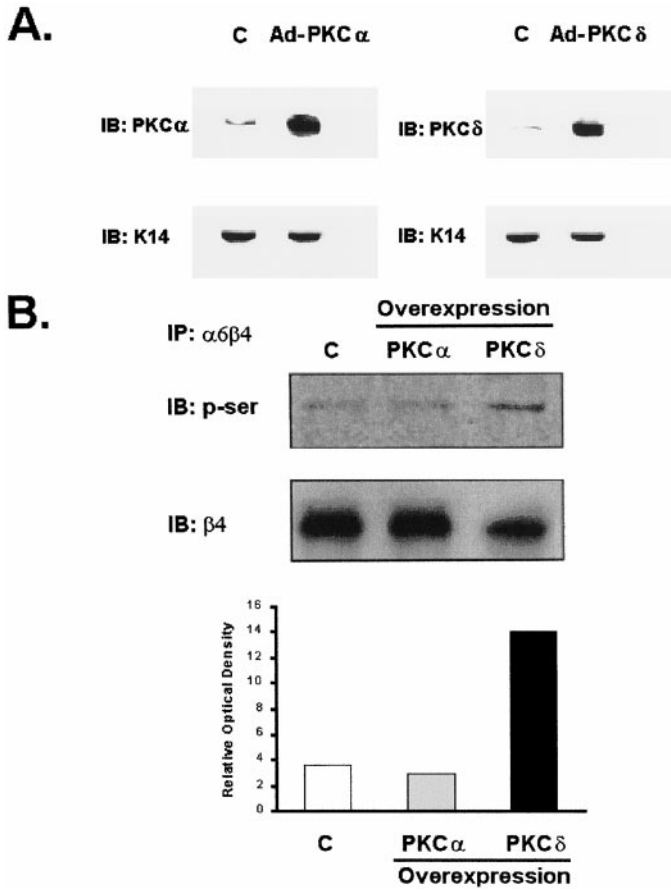 A.
C Ad-PKCα
C Ad-PKCδ
IB: PKCα
IB: PKCδ
IB: K14
IB: K14
B.
Overexpression
IP: α6β4
C PKCα PKCδ
IB: p-ser
IB: β4
Relative Optical Density
16
14
12
10
8
6
4
2
0
C PKCα PKCδ
Overexpression